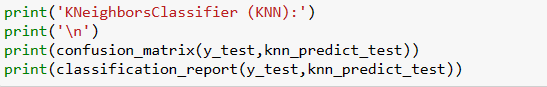 print('KNeighborsClassifier (KNN):')
print('\n')
print(confusion_matrix(y_test,knn_predict_test))
print(classification_report(y_test,knn_predict_test))